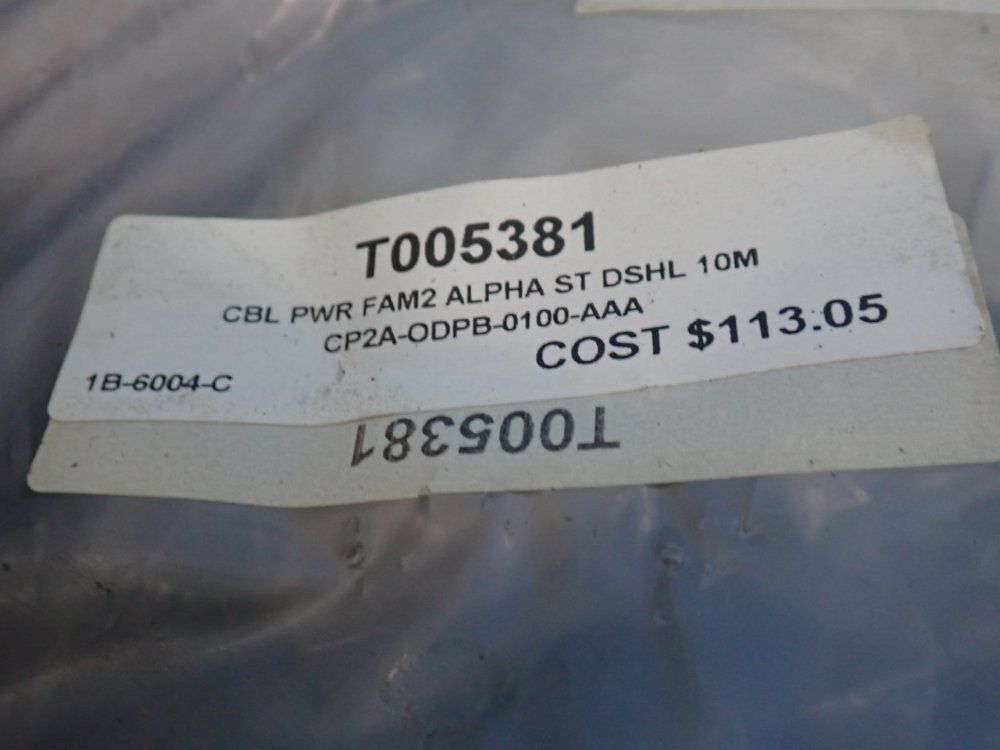 T005381
CBL PWR FAM2 ALPHA ST DSHL 10M
CP2A-ODPB-0100-AAA
COST $113.05
1B-6004-C
T005381